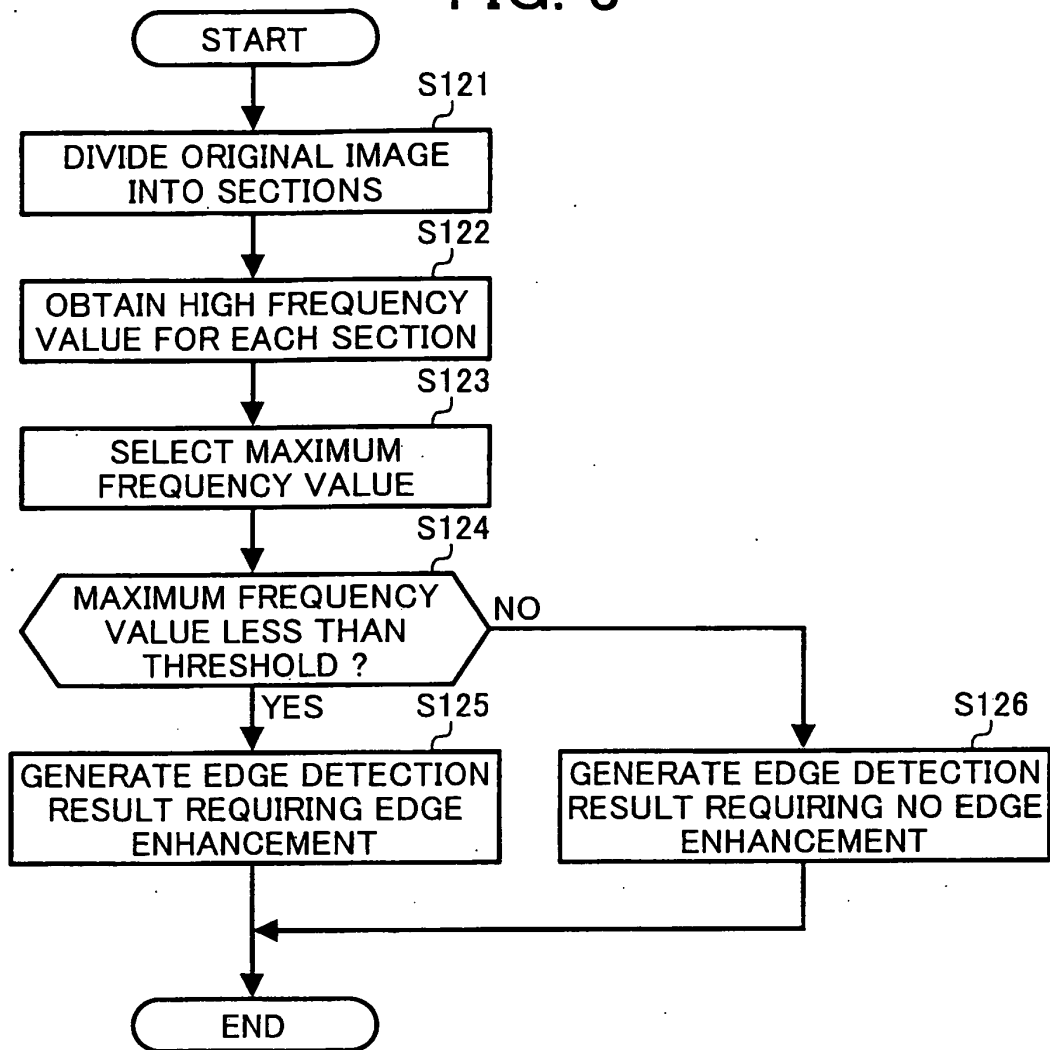 START
S121
DIVIDE ORIGINAL IMAGE
INTO SECTIONS
S122
OBTAIN HIGH FREQUENCY
VALUE FOR EACH SECTION
S123
SELECT MAXIMUM
FREQUENCY VALUE
S124
MAXIMUM FREQUENCY
VALUE LESS THAN
THRESHOLD ?
NO
YES
S125
GENERATE EDGE DETECTION
RESULT REQUIRING EDGE
ENHANCEMENT
S126
GENERATE EDGE DETECTION
RESULT REQUIRING NO EDGE
ENHANCEMENT
END